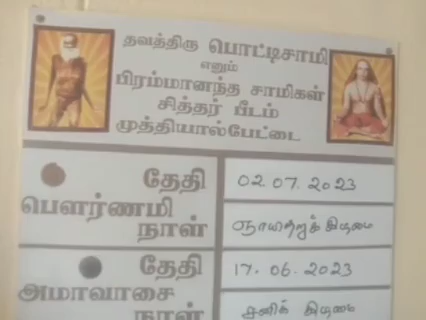 தவத்திரு பொட்டிசாமி
எனும்
பிரம்மானந்த சாமிகள்
சித்தர் பீடம்
முத்தியால்பேட்டை
தேதி 02.07.2023
பௌர்ணமி
நாள் ஞாயிற்றுக் கிழமை
தேதி 17.06.2023
அமாவாசை
நாள் சனிக் கிழமை